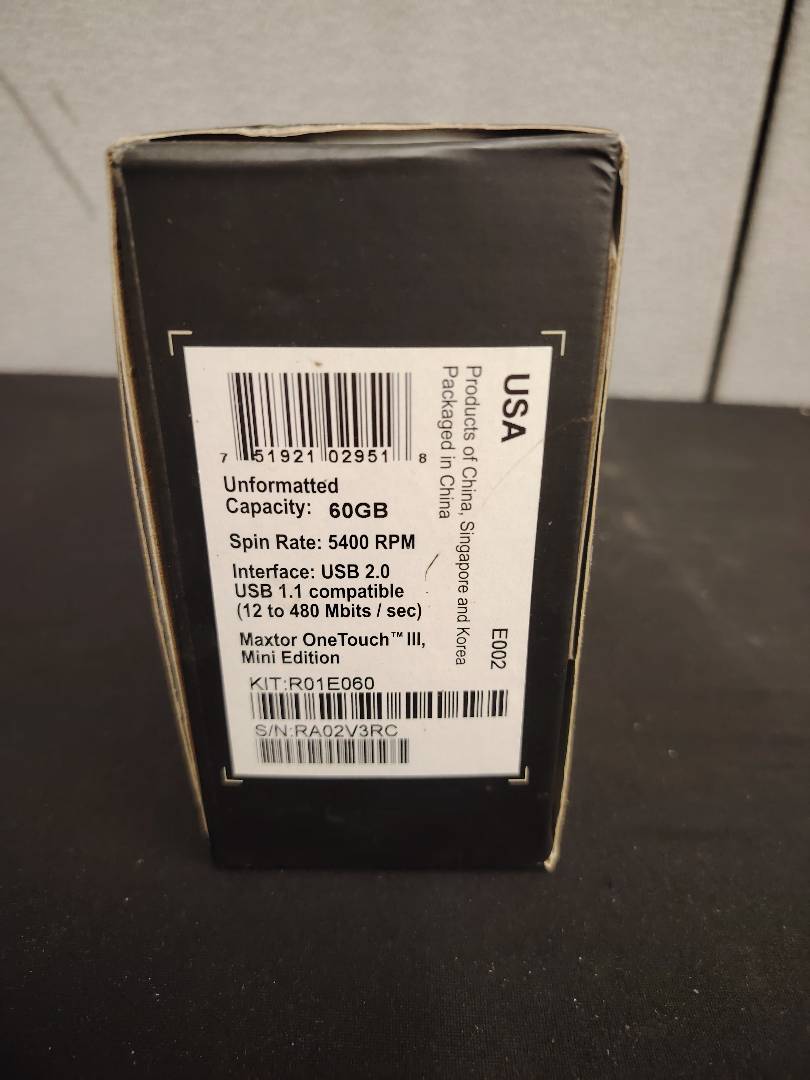 7 51921 02951 8
Unformatted
Capacity: 60GB
Spin Rate: 5400 RPM
Interface: USB 2.0
USB 1.1 compatible
(12 to 480 Mbits / sec)
Maxtor OneTouch™ III,
Mini Edition
KIT:R01E060
S/N:RA02V3RC
USA
Products of China, Singapore and Korea
Packaged in China
E002